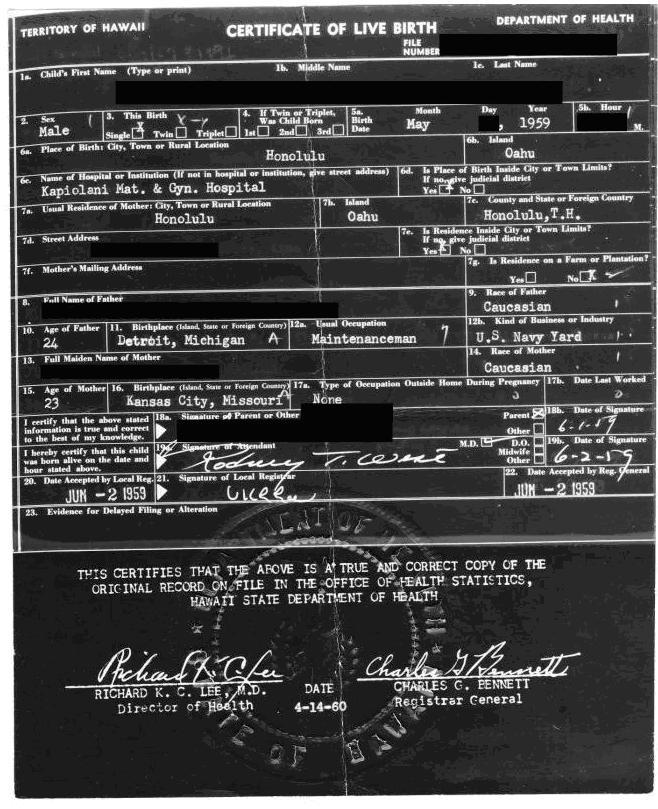 TERRITORY OF HAWAII
CERTIFICATE OF LIVE BIRTH
DEPARTMENT OF HEALTH
FILE NUMBER
1a. Child's First Name (Type or print) 1b. Middle Name 1c. Last Name
2. Sex 3. This Birth 4. If Twin or Triplet, Was Child Born 5a. Birth Date Month Day Year 5b. Hour
Male Single Twin Triplet 1st 2nd 3rd May , 1959 M.
6a. Place of Birth: City, Town or Rural Location 6b. Island
Honolulu Oahu
6c. Name of Hospital or Institution (If not in hospital or institution, give street address) 6d. Is Place of Birth Inside City or Town Limits? If no, give judicial district
Kapiolani Mat. & Gyn. Hospital Yes No
7a. Usual Residence of Mother: City, Town or Rural Location 7b. Island 7c. County and State or Foreign Country
Honolulu Oahu Honolulu, T.H.
7d. Street Address 7e. Is Residence Inside City or Town Limits? If no, give judicial district
Yes No
7f. Mother's Mailing Address 7g. Is Residence on a Farm or Plantation?
Yes No
8. Full Name of Father 9. Race of Father
Caucasian
10. Age of Father 11. Birthplace (Island, State or Foreign Country) 12a. Usual Occupation 12b. Kind of Business or Industry
24 Detroit, Michigan A Maintenanceman 7 U.S. Navy Yard
13. Full Maiden Name of Mother 14. Race of Mother
Caucasian
15. Age of Mother 16. Birthplace (Island, State or Foreign Country) 17a. Type of Occupation Outside Home During Pregnancy 17b. Date Last Worked
23 Kansas City, Missouri A None
I certify that the above stated information is true and correct to the best of my knowledge. 18a. Signature of Parent or Other Parent Other 18b. Date of Signature
6-1-59
I hereby certify that this child was born alive on the date and hour stated above. 19a. Signature of Attendant M.D. D.O. Midwife Other 19b. Date of Signature
Rodney T. West 6-2-59
20. Date Accepted by Local Reg. 21. Signature of Local Registrar 22. Date Accepted by Reg. General
JUN -2 1959 JUN -2 1959
23. Evidence for Delayed Filing or Alteration
THIS CERTIFIES THAT THE ABOVE IS A TRUE AND CORRECT COPY OF THE
ORIGINAL RECORD ON FILE IN THE OFFICE OF HEALTH STATISTICS,
HAWAII STATE DEPARTMENT OF HEALTH
DEPARTMENT OF HEALTH
STATE OF HAWAII
Richard K. C. Lee Charles G. Bennett
RICHARD K. C. LEE, M.D. DATE CHARLES G. BENNETT
Director of Health 4-14-60 Registrar General